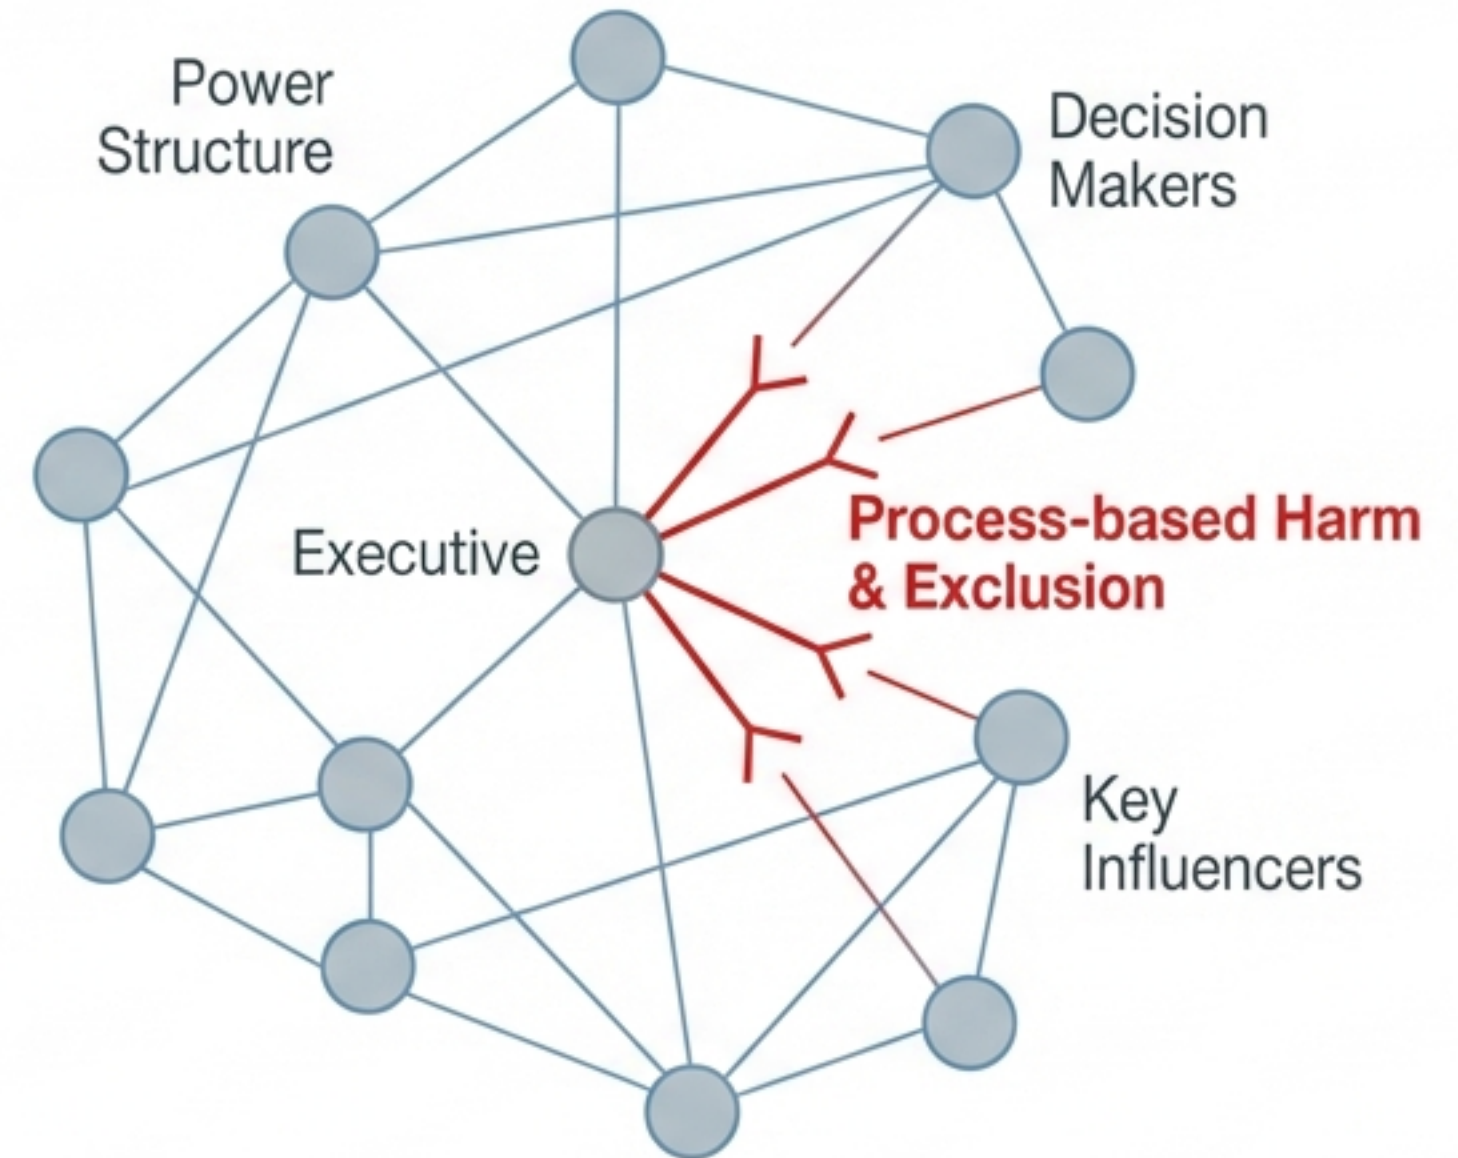 Power
Structure
Decision
Makers
Executive
Process-based Harm
& Exclusion
Key
Influencers